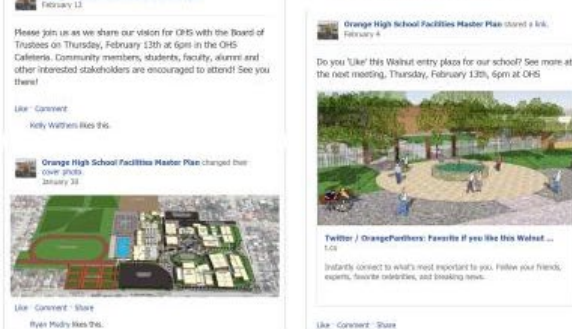 February 12
Please join us as we share our vision for OHS with the Board of
Trustees on Thursday, February 13th at 6pm in the OHS
Cafeteria. Community members, students, faculty, alumni and
other interested stakeholders are encouraged to attend! See you
there!
Like · Comment
Kelly Walthers likes this.
Orange High School Facilities Master Plan changed their
cover photo.
January 30
Like · Comment · Share
Ryan Madry likes this.
Orange High School Facilities Master Plan shared a link.
February 4
Do you 'Like' this Walnut entry plaza for our school? See more at
the next meeting, Thursday, February 13th, 6pm at OHS
Twitter / OrangePanthers: Favorite if you like this Walnut ...
t.co
Instantly connect to what's most important to you. Follow your friends,
experts, favorite celebrities, and breaking news.
Like · Comment · Share